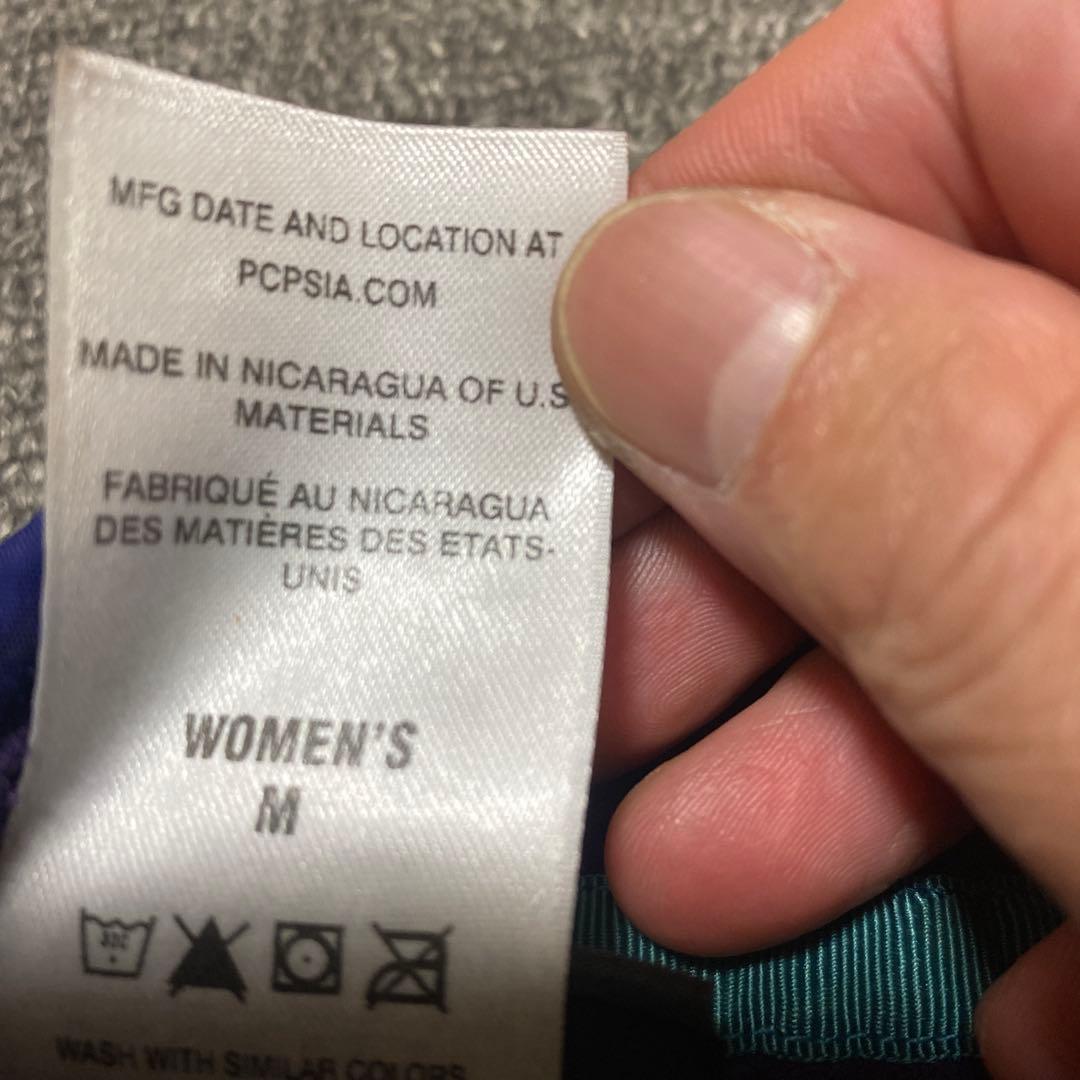 MFG DATE AND LOCATION AT
PCPSIA.COM
MADE IN NICARAGUA OF U.S
MATERIALS
FABRIQUÉ AU NICARAGUA
DES MATIÈRES DES ETATS-
UNIS
WOMEN'S
M
WASH WITH SIMILAR COLORS